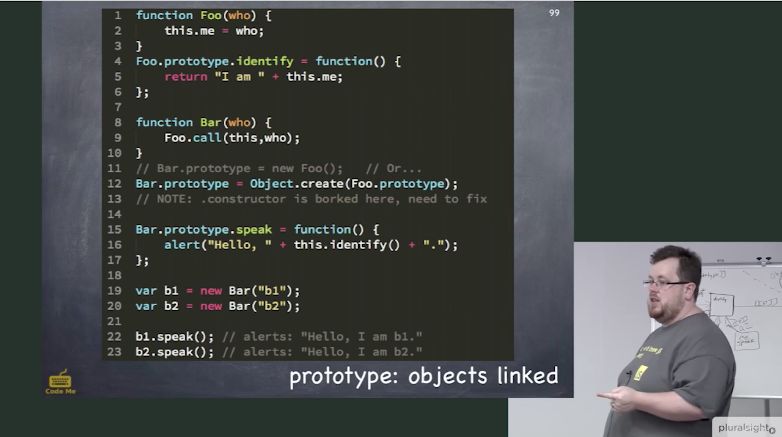 99
1 function Foo(who) {
2 this.me = who;
3 }
4 Foo.prototype.identify = function() {
5 return "I am " + this.me;
6 };
7
8 function Bar(who) {
9 Foo.call(this,who);
10 }
11 // Bar.prototype = new Foo(); // Or...
12 Bar.prototype = Object.create(Foo.prototype);
13 // NOTE: .constructor is borked here, need to fix
14
15 Bar.prototype.speak = function() {
16 alert("Hello, " + this.identify() + ".");
17 };
18
19 var b1 = new Bar("b1");
20 var b2 = new Bar("b2");
21
22 b1.speak(); // alerts: "Hello, I am b1."
23 b2.speak(); // alerts: "Hello, I am b2."
Code Me
prototype: objects linked
pluralsight